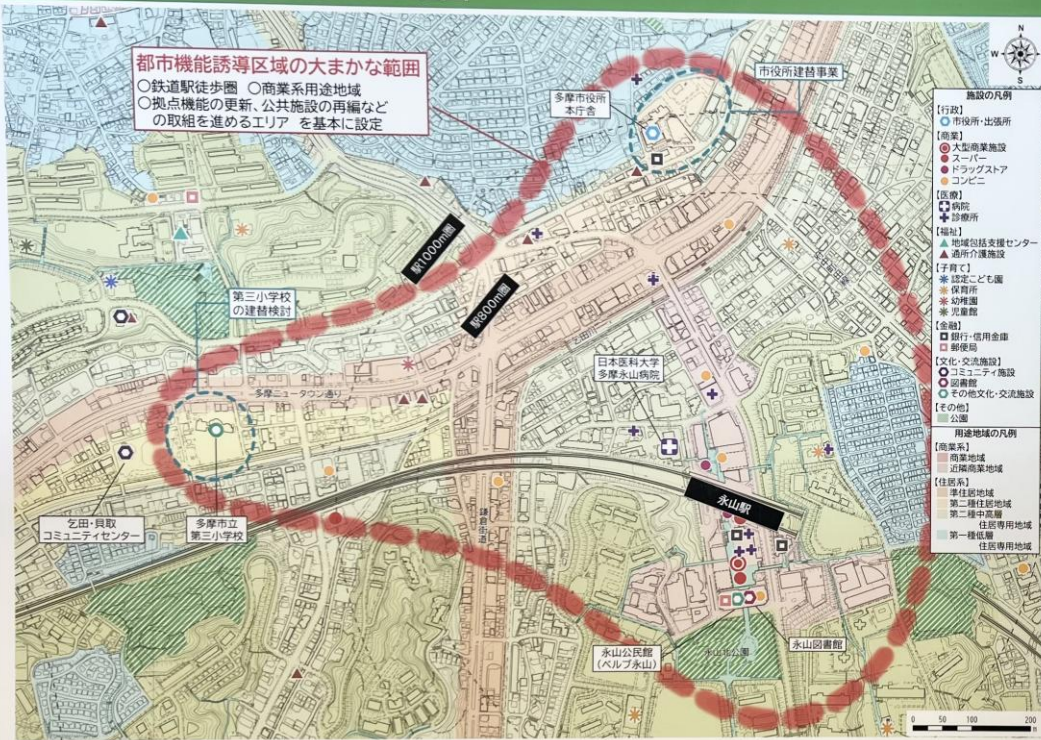 都市機能誘導区域の大まかな範囲
○鉄道駅徒歩圏 ○商業系用途地域
○拠点機能の更新、公共施設の再編など
の取組を進めるエリア を基本に設定
市役所建替事業
多摩市役所
本庁舎
駅1000m圏
駅800m圏
第三小学校
の建替検討
日本医科大学
多摩永山病院
多摩ニュータウン通り
永山駅
鎌倉街道
乞田・貝取
コミュニティセンター
多摩市立
第三小学校
永山公民館
(ベルブ永山)
永山北公園
永山図書館
N
W
E
S
施設の凡例
【行政】
市役所・出張所
【商業】
大型商業施設
スーパー
ドラッグストア
コンビニ
【医療】
病院
診療所
【福祉】
地域包括支援センター
通所介護施設
【子育て】
認定こども園
保育所
幼稚園
児童館
【金融】
銀行・信用金庫
郵便局
【文化・交流施設】
コミュニティ施設
図書館
その他文化・交流施設
【その他】
公園
用途地域の凡例
【商業系】
商業地域
近隣商業地域
【住居系】
準住居地域
第二種住居地域
第二種中高層
住居専用地域
第一種低層
住居専用地域
0 50 100 200
m